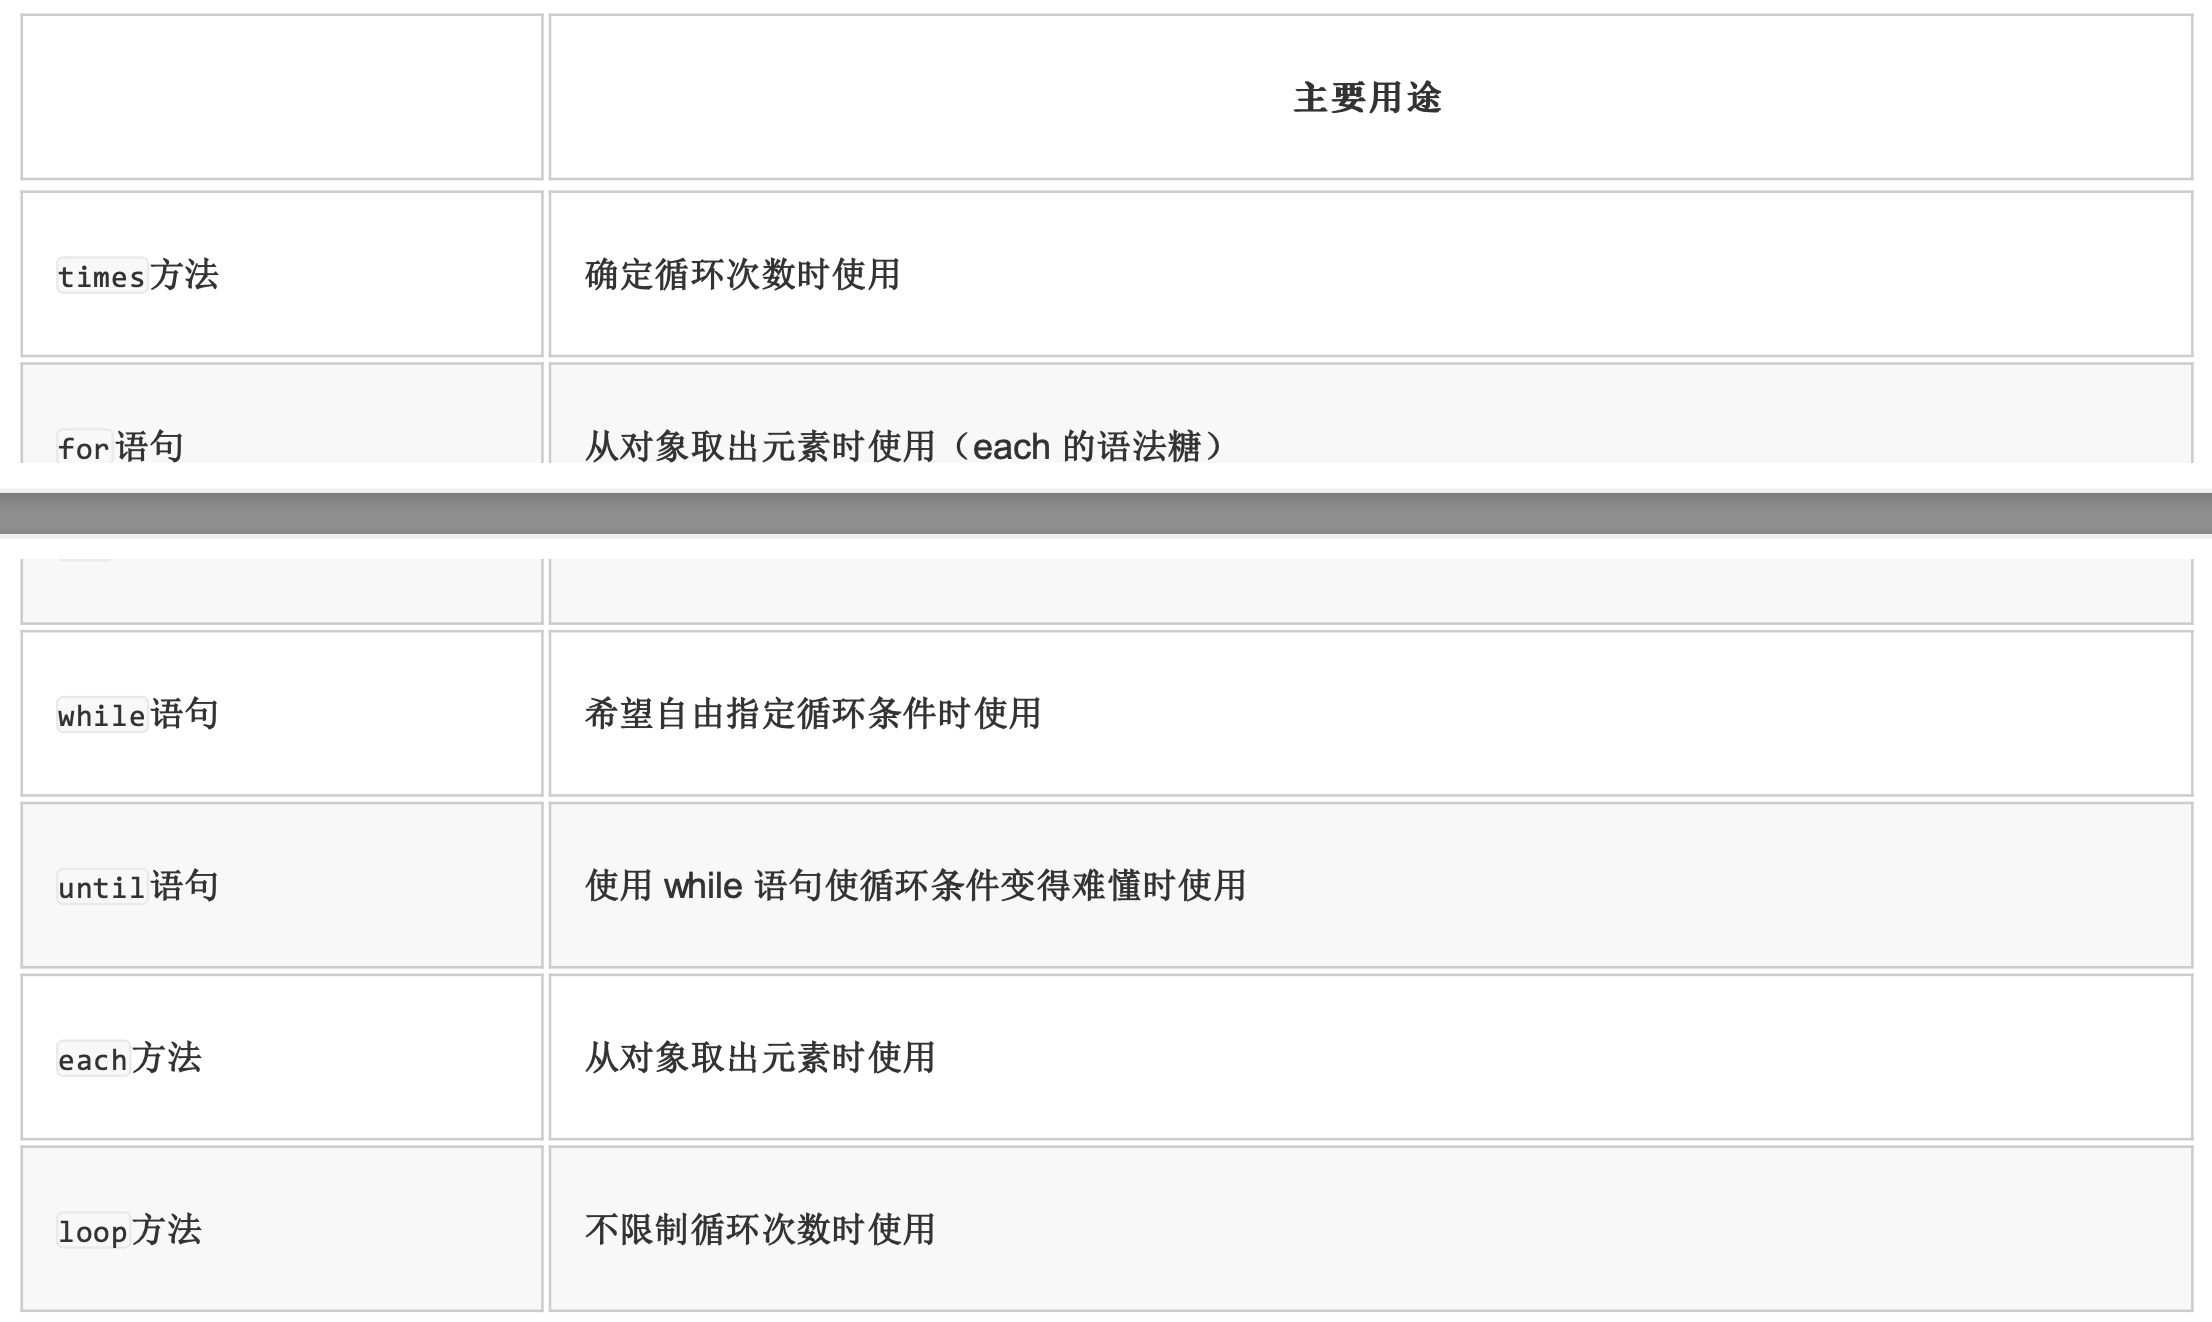 主要用途
times方法 确定循环次数时使用
for语句 从对象取出元素时使用（each 的语法糖）
while语句 希望自由指定循环条件时使用
until语句 使用 while 语句使循环条件变得难懂时使用
each方法 从对象取出元素时使用
loop方法 不限制循环次数时使用